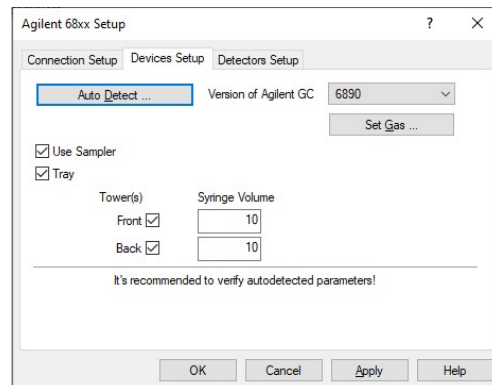 Agilent 68xx Setup ? ×
Connection Setup Devices Setup Detectors Setup
Auto Detect ... Version of Agilent GC 6890
Set Gas ...
Use Sampler
Tray
Tower(s) Syringe Volume
Front 10
Back 10
It's recommended to verify autodetected parameters!
OK Cancel Apply Help